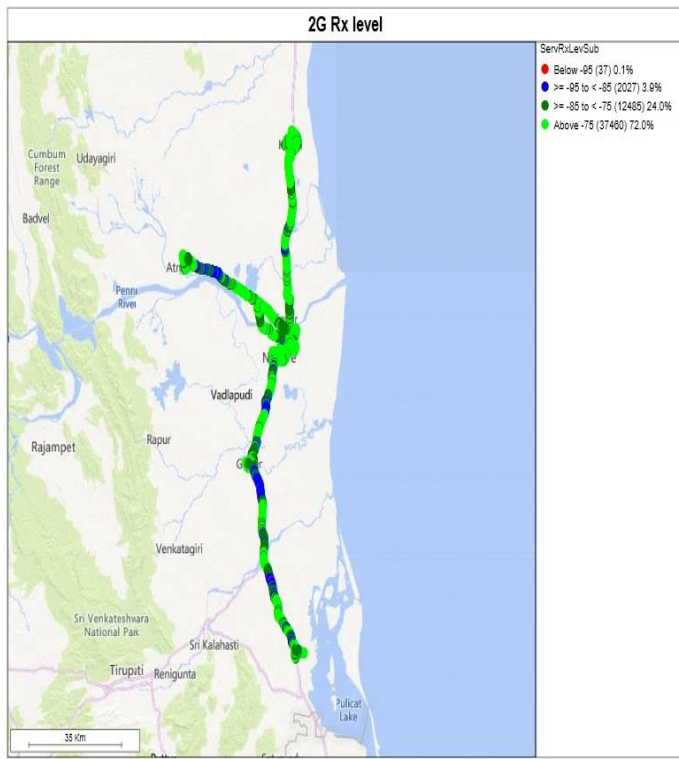 2G Rx level
ServRxLevSub
Below -95 (37) 0.1%
>= -95 to < -85 (2027) 3.9%
>= -85 to < -75 (12485) 24.0%
Above -75 (37460) 72.0%
Cumbum
Forest
Range
Udayagiri
Badvel
Penn
River
Vadlapudi
Rajampet
Rapur
Venkatagiri
Sri Venkateshwara
National Park
Sri Kalahasti
Tirupati
Renigunta
Pulicat
Lake
35 Km